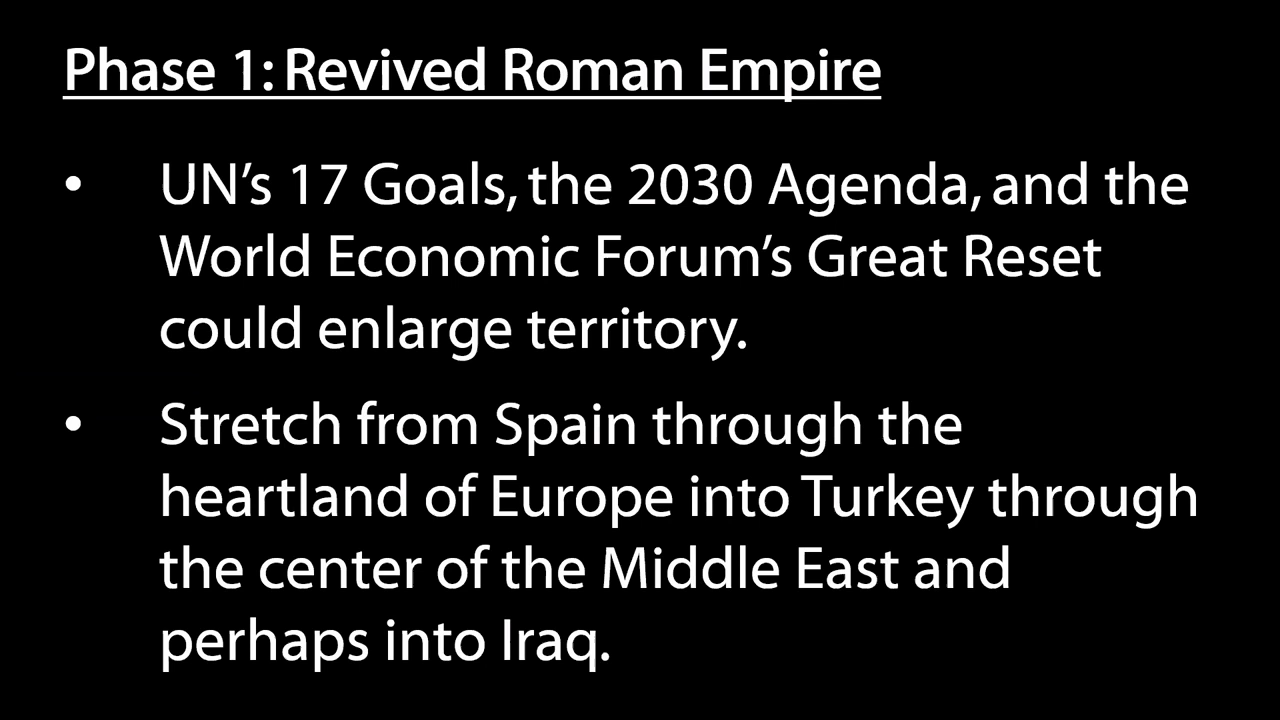 Phase 1: Revived Roman Empire
• UN’s 17 Goals, the 2030 Agenda, and the
World Economic Forum’s Great Reset
could enlarge territory.
• Stretch from Spain through the
heartland of Europe into Turkey through
the center of the Middle East and
perhaps into Iraq.